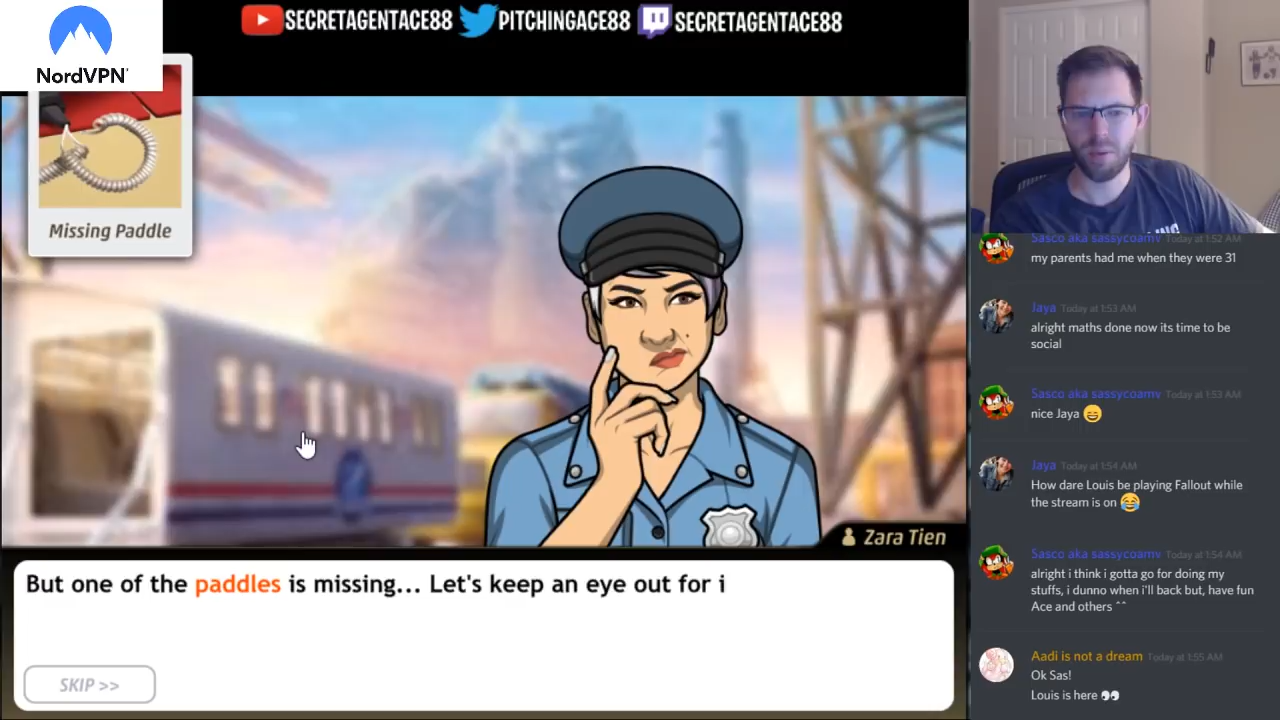 SECRETAGENTACE88 PITCHINGACE88 SECRETAGENTACE88
NordVPN
Missing Paddle
Zara Tien
But one of the paddles is missing... Let's keep an eye out for i
SKIP >>
Sasco aka sassycoamv Today at 1:52 AM
my parents had me when they were 31
Jaya Today at 1:53 AM
alright maths done now its time to be
social
Sasco aka sassycoamv Today at 1:53 AM
nice Jaya 😄
Jaya Today at 1:54 AM
How dare Louis be playing Fallout while
the stream is on 😂
Sasco aka sassycoamv Today at 1:54 AM
alright i think i gotta go for doing my
stuffs, i dunno when i'll back but, have fun
Ace and others ^^
Aadi is not a dream Today at 1:55 AM
Ok Sas!
Louis is here 👀